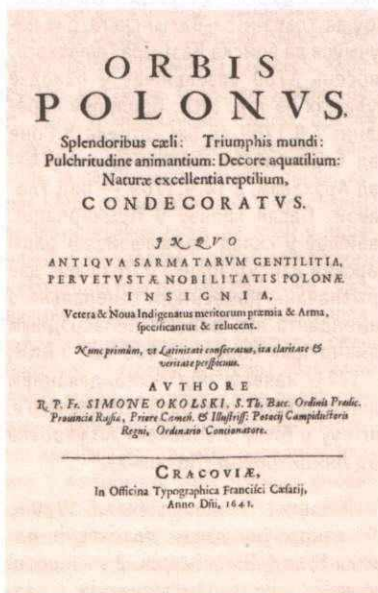 ORBIS
POLONVS,
Splendoribus cæli: Triumphis mundi:
Pulchritudine animantium: Decore aquatilium:
Naturæ excellentia reptilium,
CONDECORATVS.
IN QVO
ANTIQVA SARMATARVM GENTILITIA,
PERVETVSTÆ NOBILITATIS POLONÆ
INSIGNIA,
Vetera & Noua Indigenatus meritorum præmia & Arma,
specificantur & relucent.
Nunc primùm, vt Latinitati consecratus, ita claritate &
veritate perspicuus.
AVTHORE
R. P. Fr. SIMONE OKOLSKI, S. Th. Bacc. Ordinis Prædic.
Prouincia Russiæ, Priore Camen. & Illustriss: Potocij Campiductoris
Regni, Ordinario Concionatore.
CRACOVIÆ,
In Officina Typographica Francisci Cæsarij,
Anno Dñi, 1641.